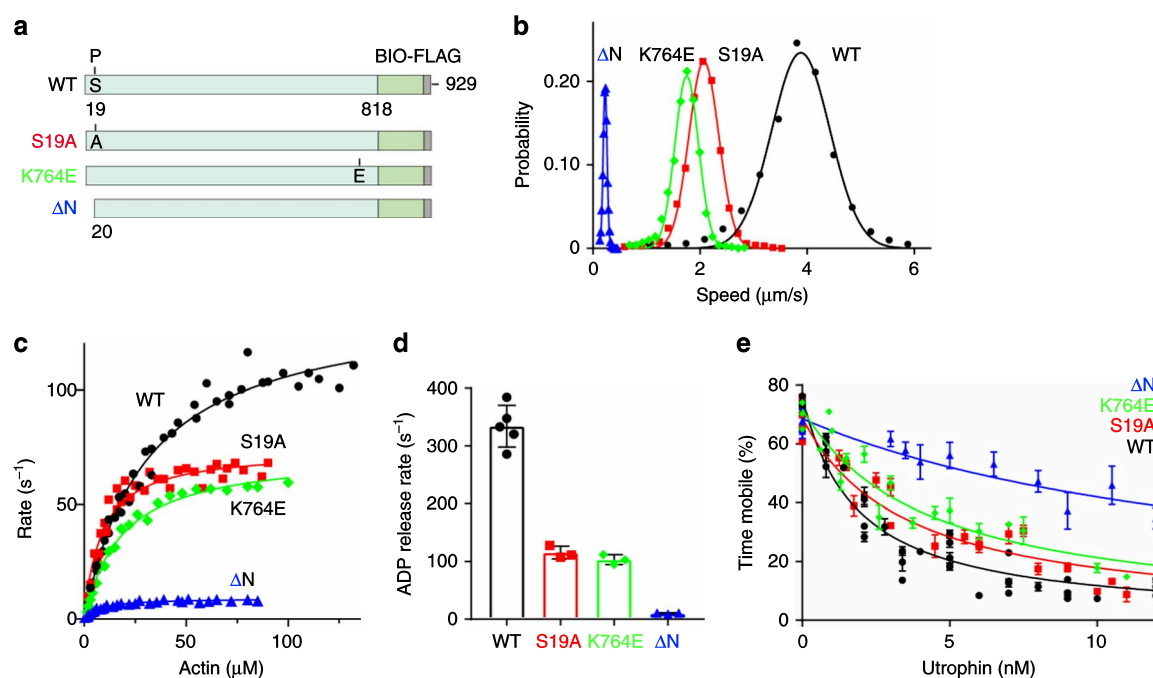 a
P
BIO-FLAG
WT
S
929
19
818
S19A
A
K764E
E
ΔN
20
b
ΔN
K764E
S19A
WT
Probability
0.20
0.10
0
0
2
4
6
Speed (μm/s)
c
Rate (s⁻¹)
100
50
0
WT
S19A
K764E
ΔN
0
50
100
Actin (μM)
d
ADP release rate (s⁻¹)
400
300
200
100
0
WT
S19A
K764E
ΔN
e
Time mobile (%)
80
60
40
20
0
ΔN
K764E
S19A
WT
0
5
10
Utrophin (nM)